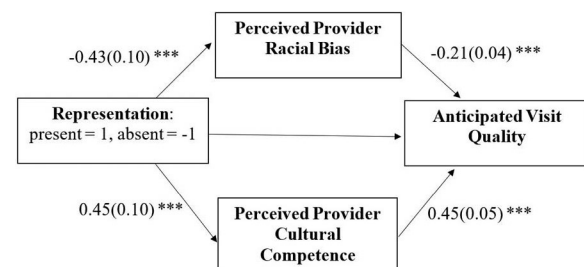 Perceived Provider
Racial Bias
-0.43(0.10) ***
-0.21(0.04) ***
Representation:
present = 1, absent = -1
Anticipated Visit
Quality
0.45(0.10) ***
0.45(0.05) ***
Perceived Provider
Cultural
Competence